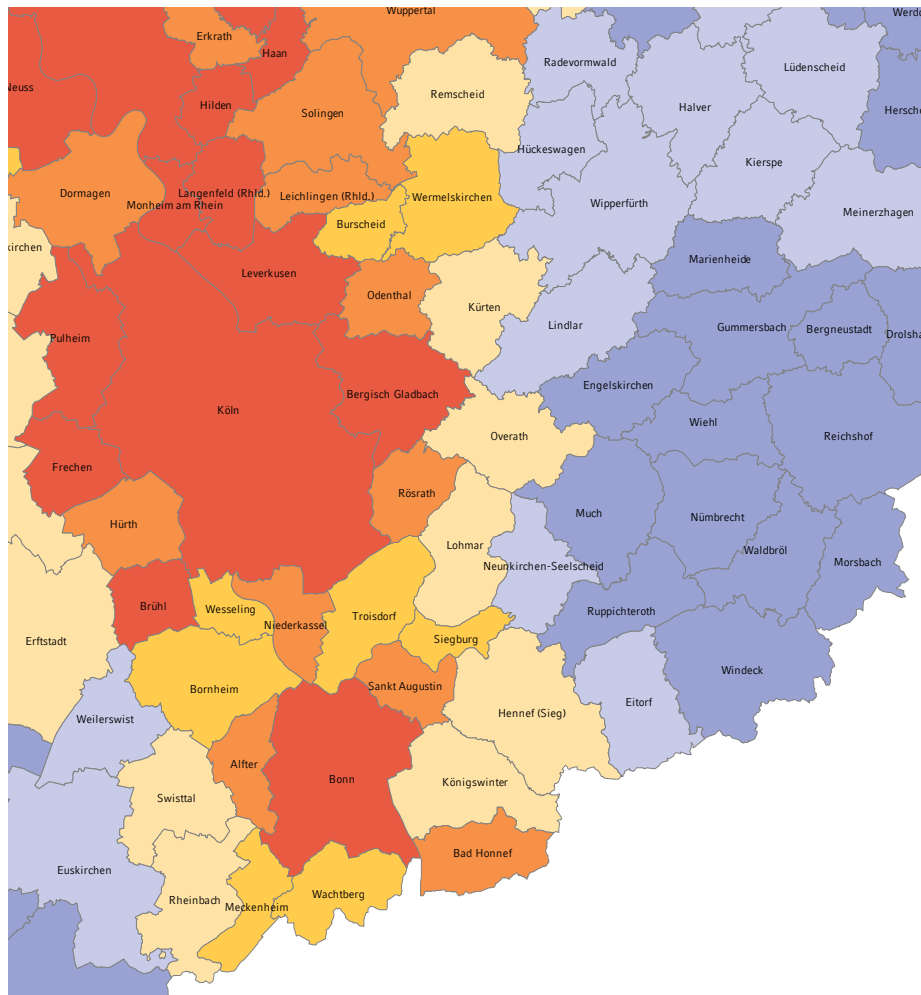 Wuppertal
Werdo
Erkrath
Haan
Radevormwald
Lüdenscheid
Neuss
Remscheid
Hilden
Halver
Hersche
Solingen
Hückeswagen
Kierspe
Dormagen
Langenfeld (Rhld.)
Leichlingen (Rhld.)
Wermelskirchen
Monheim am Rhein
Wipperfürth
Meinerzhagen
Burscheid
kirchen
Marienheide
Leverkusen
Odenthal
Kürten
Lindlar
Gummersbach
Bergneustadt
Drolsha
Pulheim
Engelskirchen
Bergisch Gladbach
Köln
Wiehl
Overath
Reichshof
Frechen
Rösrath
Much
Nümbrecht
Hürth
Lohmar
Waldbröl
Neunkirchen-Seelscheid
Morsbach
Brühl
Wesseling
Troisdorf
Ruppichteroth
Niederkassel
Siegburg
Erftstadt
Windeck
Sankt Augustin
Bornheim
Eitorf
Hennef (Sieg)
Weilerswist
Alfter
Bonn
Königswinter
Swisttal
Bad Honnef
Euskirchen
Wachtberg
Rheinbach
Meckenheim